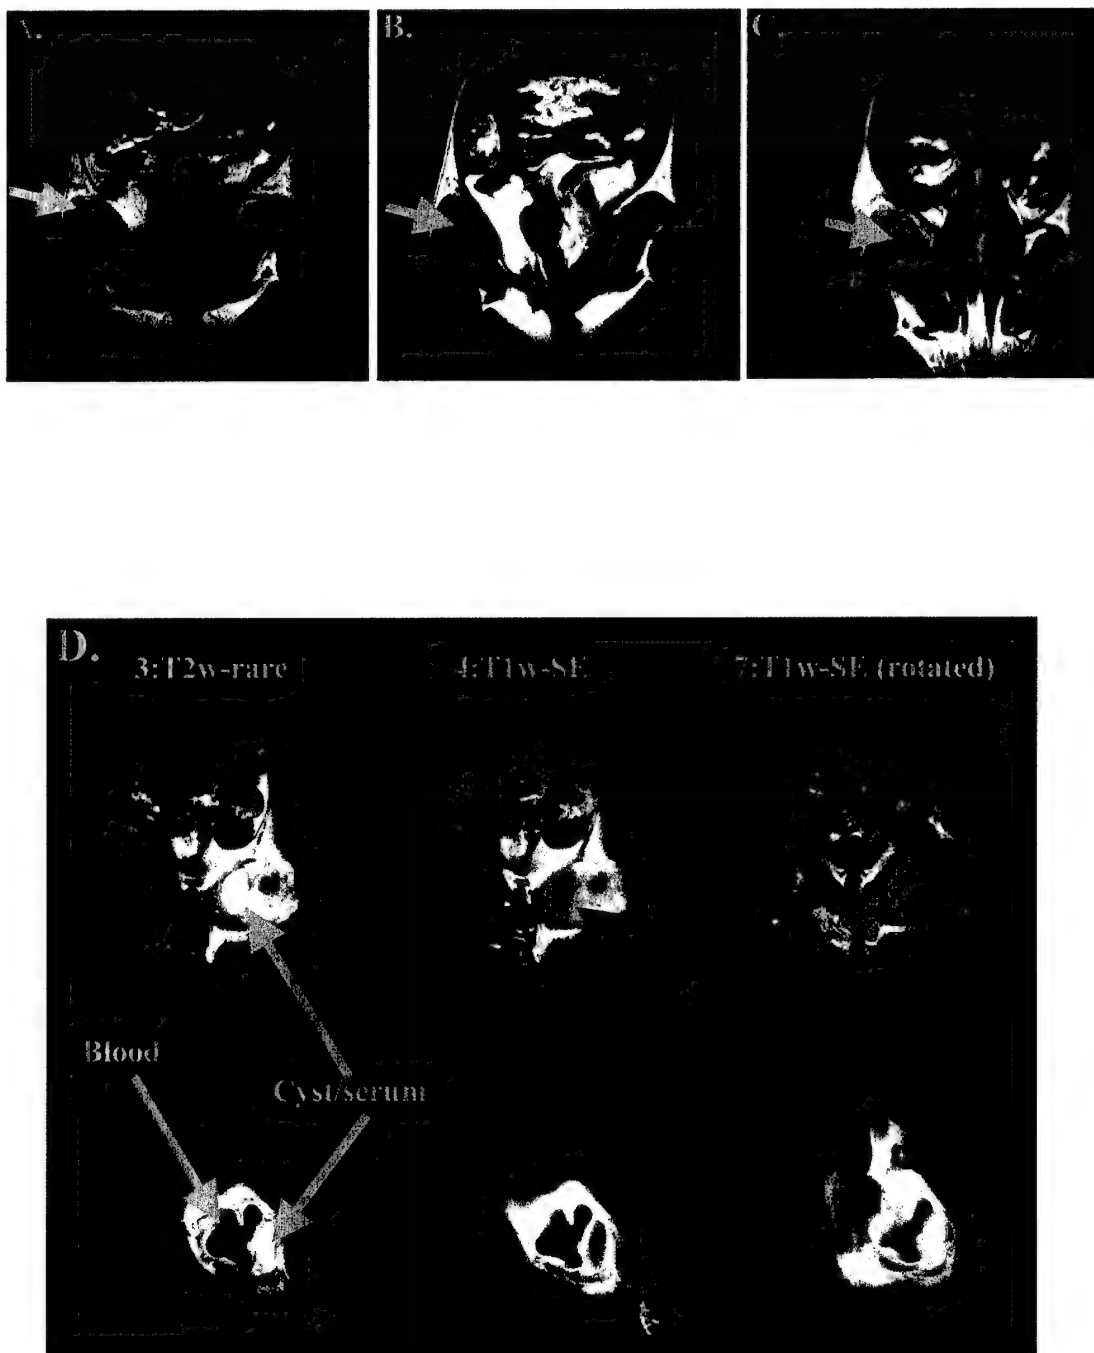 A.
B.
C.
D.
3:T2w-rare
4:T1w-SE
7:T1w-SE (rotated)
Blood
Cyst/serum